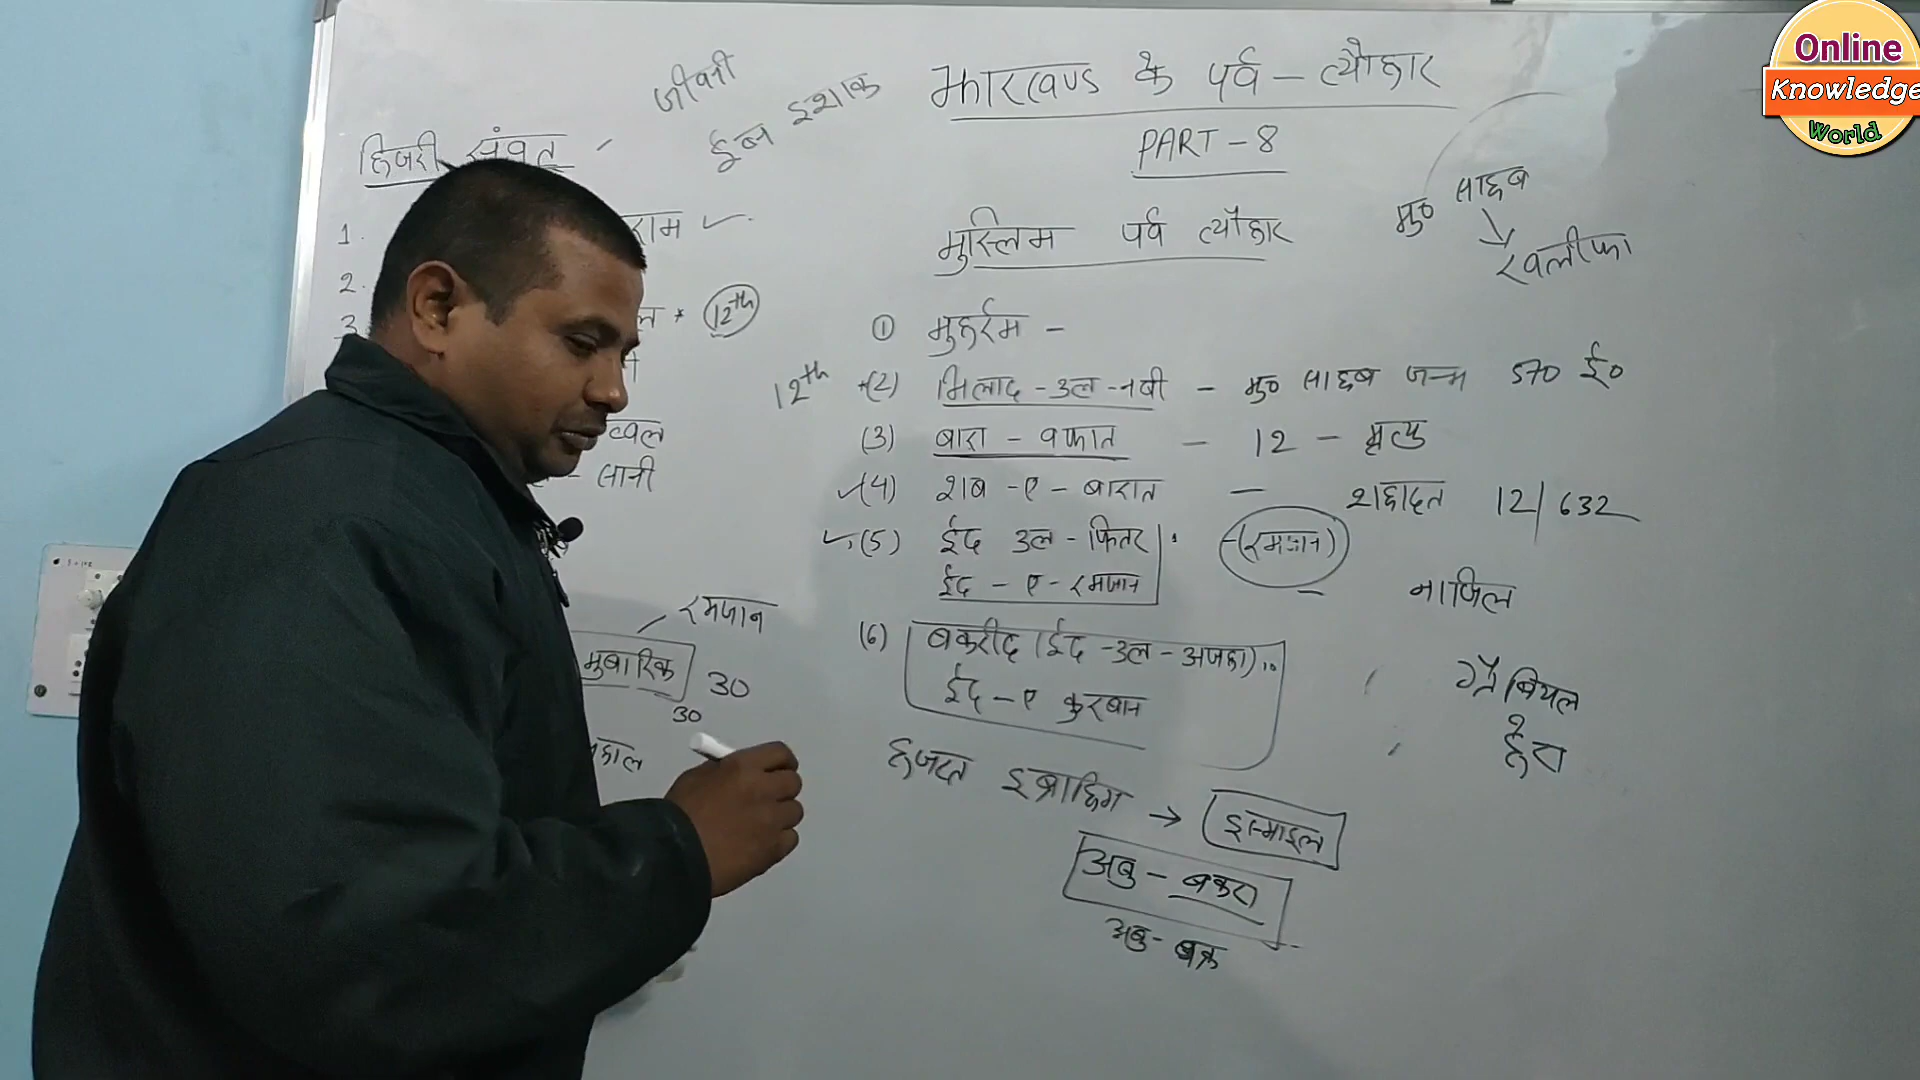 Online
Knowledge
World
झारखण्ड के पर्व – त्यौहार
PART - 8
जीवनी
ईब्न इशाक
हिजरी संवत्
मुस्लिम पर्व त्यौहार
मु० साहब
खलीफा
1.
2.
3
12th
① मुहर्रम –
12th (2) मिलाद - उल - नबी – मु० साहब जन्म 570 ई०
(3) बारा - वफात – 12 – मृत्यु
(4) शब - ए - बारात – शहादत 12/632
(5) ईद उल - फितर – (रमजान)
ईद - ए - रमजान
नाजिल
(6) बकरीद (ईद - उल - अजहा)
ईद - ए कुरबान
ग्रैबियल
हजरत इब्राहिम → इस्माइल
अबु - बकरा
अबु - बक्र
सानी
रमजान
मुबारिक 30
30